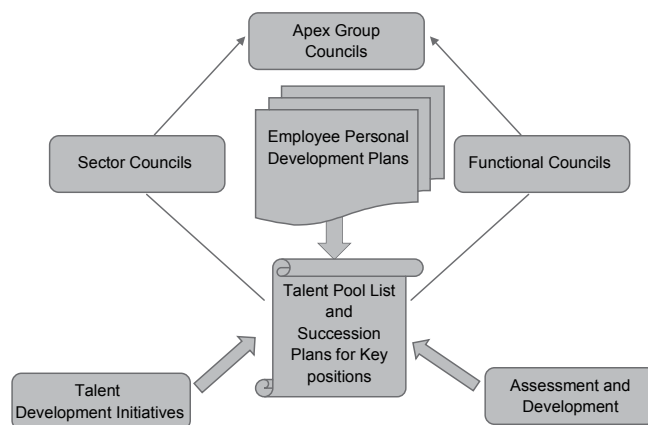 Apex Group
Councils
Employee Personal
Development Plans
Sector Councils
Functional Councils
Talent Pool List
and
Succession
Plans for Key
positions
Talent
Development Initiatives
Assessment and
Development